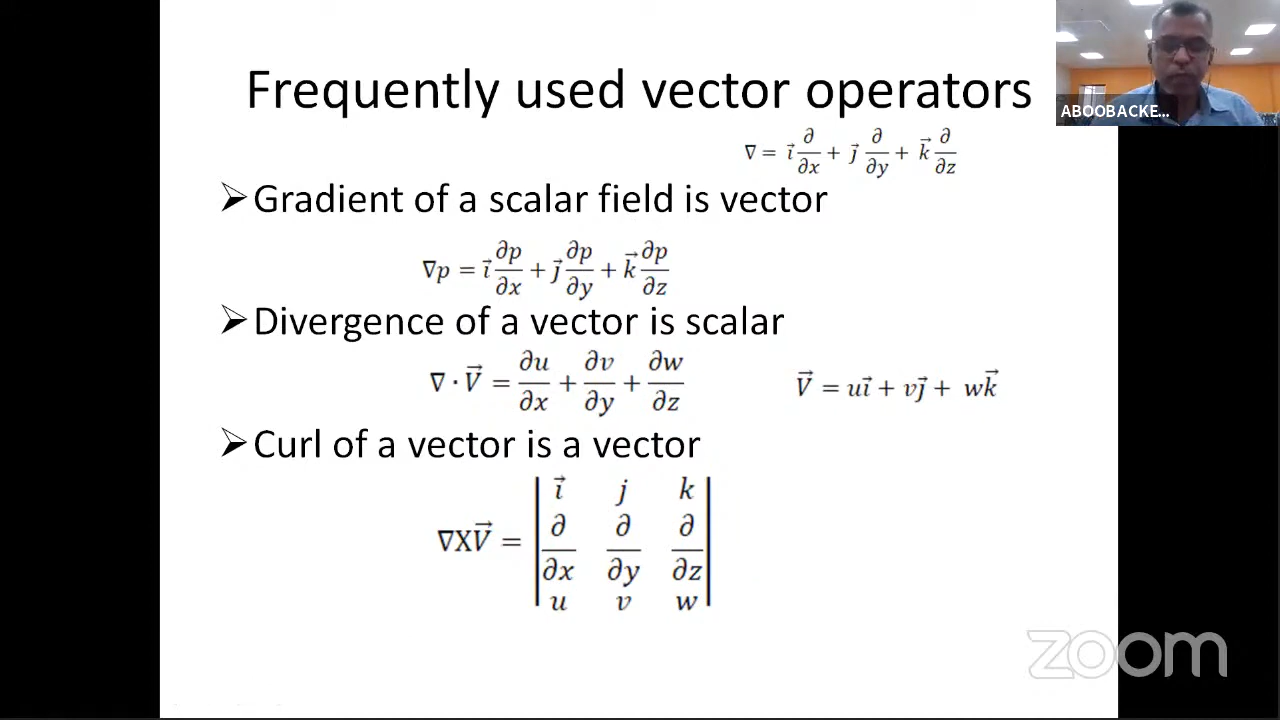 Frequently used vector operators
ABOOBACKE...
∇ = i⃗ ∂/∂x + j⃗ ∂/∂y + k⃗ ∂/∂z
➢Gradient of a scalar field is vector
∇p = i⃗ ∂p/∂x + j⃗ ∂p/∂y + k⃗ ∂p/∂z
➢Divergence of a vector is scalar
∇ · V⃗ = ∂u/∂x + ∂v/∂y + ∂w/∂z
V⃗ = ui⃗ + vj⃗ + wk⃗
➢Curl of a vector is a vector
∇XV⃗ = | i⃗ j k |
| ∂/∂x ∂/∂y ∂/∂z |
| u v w |
zoom